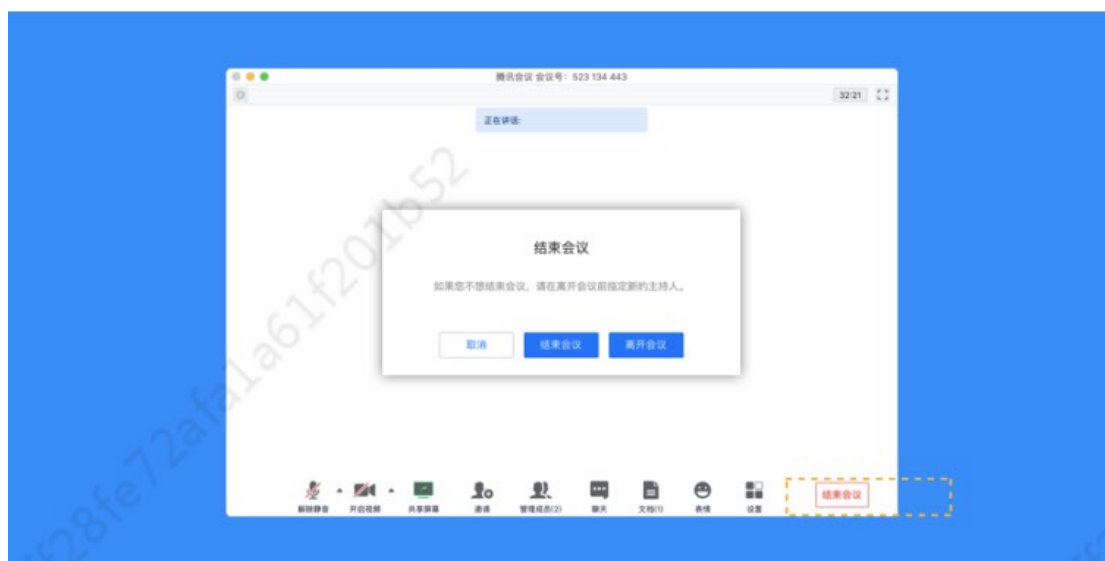 腾讯会议 会议号：523 134 443
32:21
正在讲话:
结束会议
如果您不想结束会议，请在离开会议前指定新的主持人。
取消 结束会议 离开会议
解除静音 开启视频 共享屏幕 邀请 管理成员(2) 聊天 文档(1) 表情 设置 结束会议